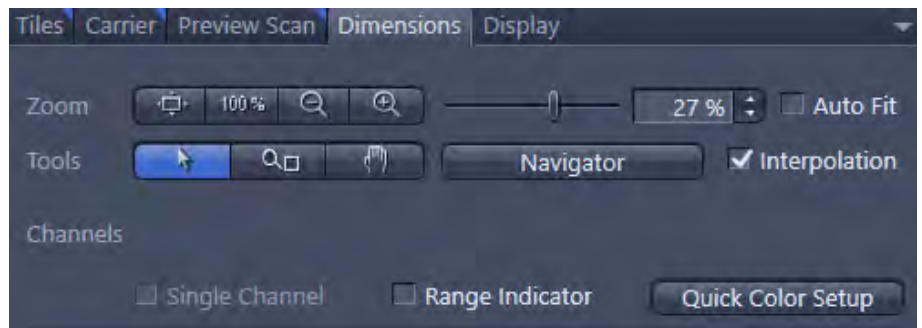 Tiles Carrier Preview Scan Dimensions Display
Zoom 100 % 27 % Auto Fit
Tools Navigator Interpolation
Channels
Single Channel Range Indicator Quick Color Setup